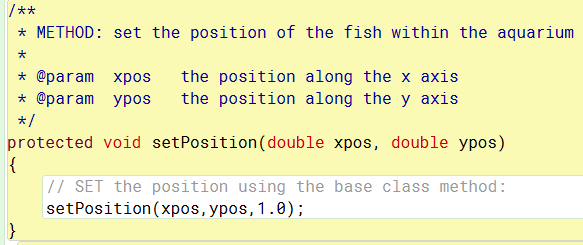 /**
 * METHOD: set the position of the fish within the aquarium
 *
 * @param  xpos   the position along the x axis
 * @param  ypos   the position along the y axis
 */
protected void setPosition(double xpos, double ypos)
{
    // SET the position using the base class method:
    setPosition(xpos,ypos,1.0);
}